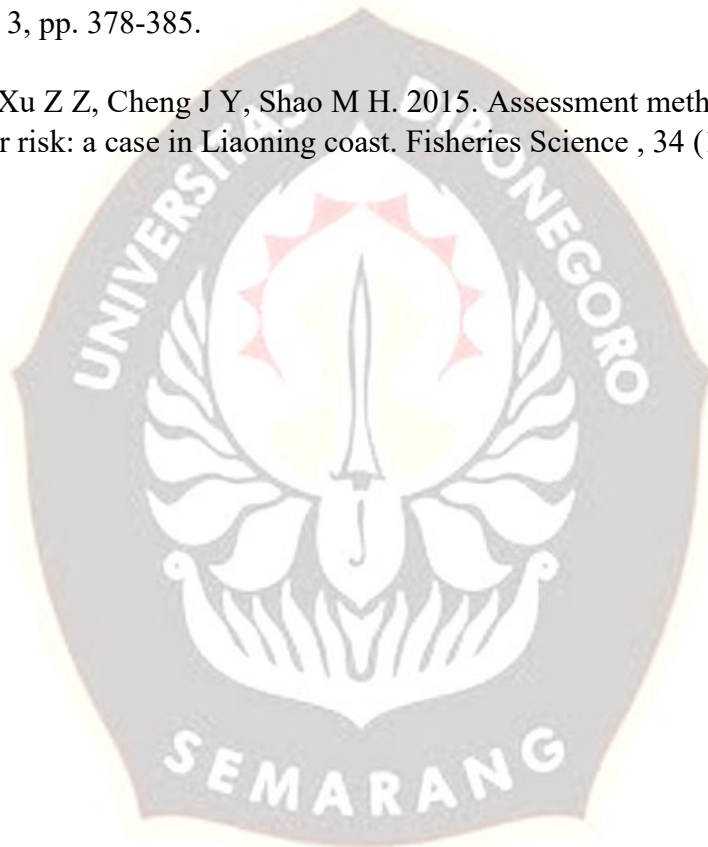 3, pp. 378-385.
Xu Z Z, Cheng J Y, Shao M H. 2015. Assessment meth
r risk: a case in Liaoning coast. Fisheries Science , 34 (
UNIVERSITAS DIPONEGORO
SEMARANG